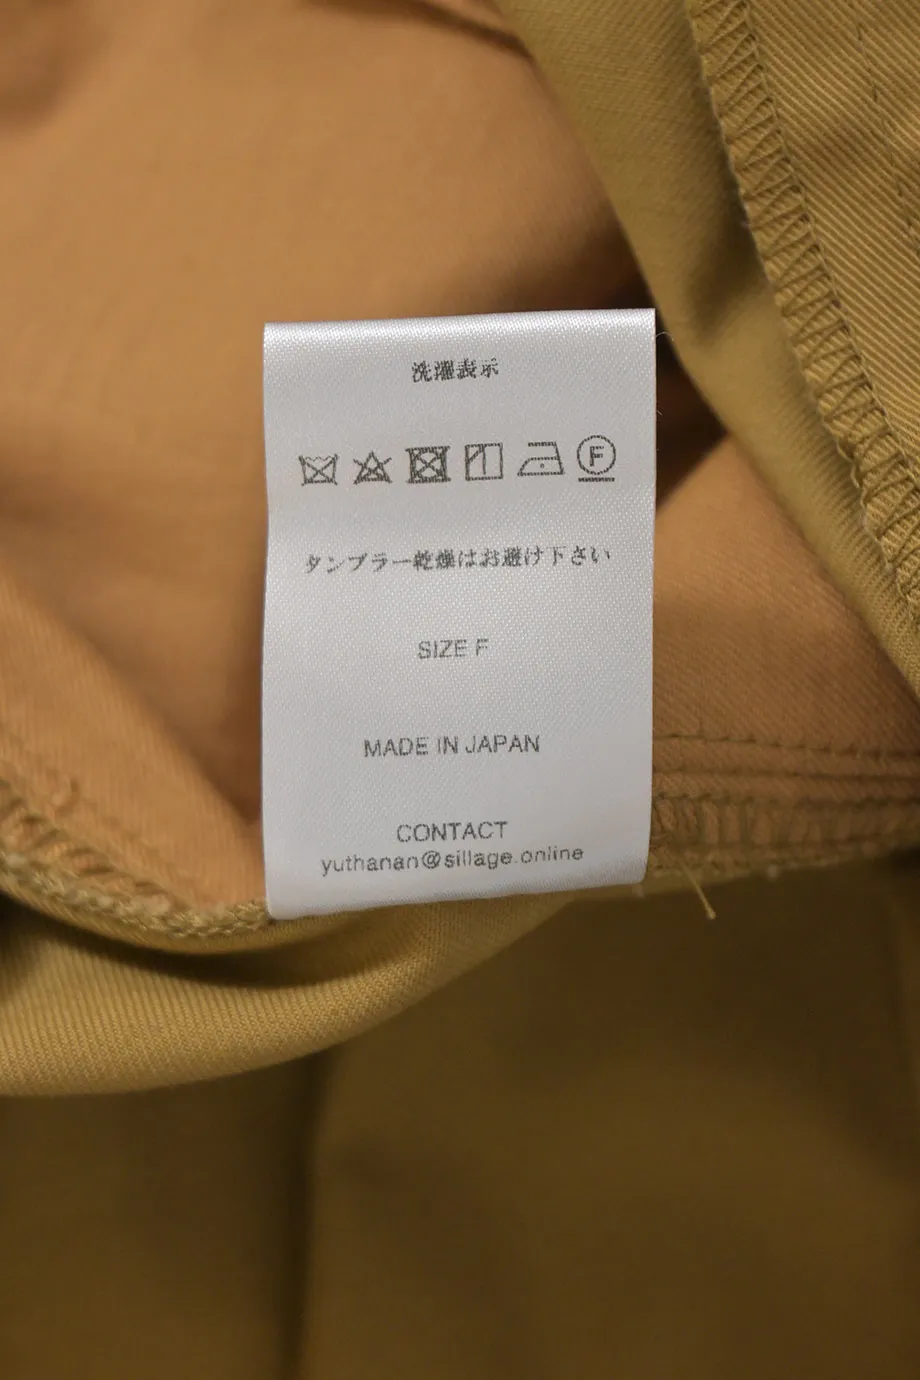 洗濯表示
F
タンブラー乾燥はお避け下さい
SIZE F
MADE IN JAPAN
CONTACT
yuthanan@sillage.online